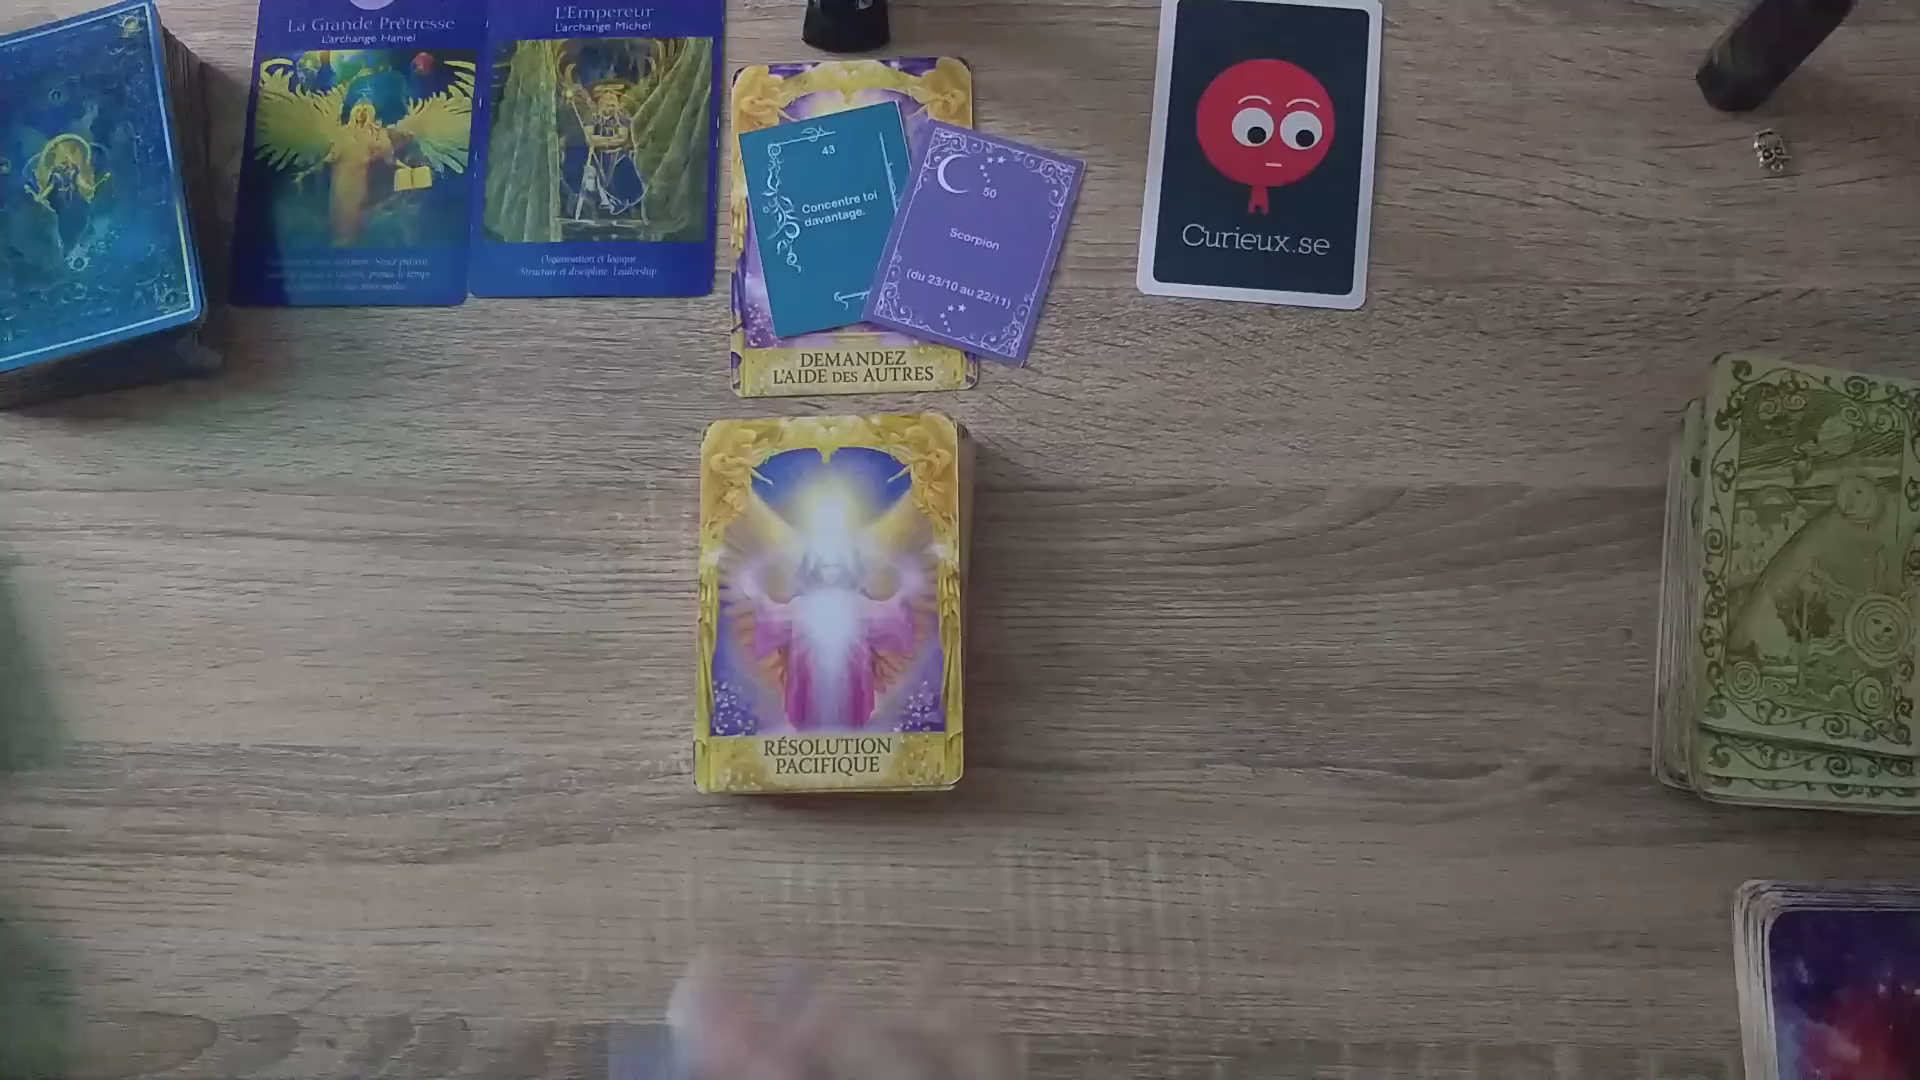 La Grande Prêtresse
L'archange Haniel
L'Empereur
L'archange Michel
Organisation et logique
Structure et discipline. Leadership
43
Concentre toi
davantage.
50
Scorpion
(du 23/10 au 22/11)
DEMANDEZ
L'AIDE DES AUTRES
Curieux.se
RÉSOLUTION
PACIFIQUE